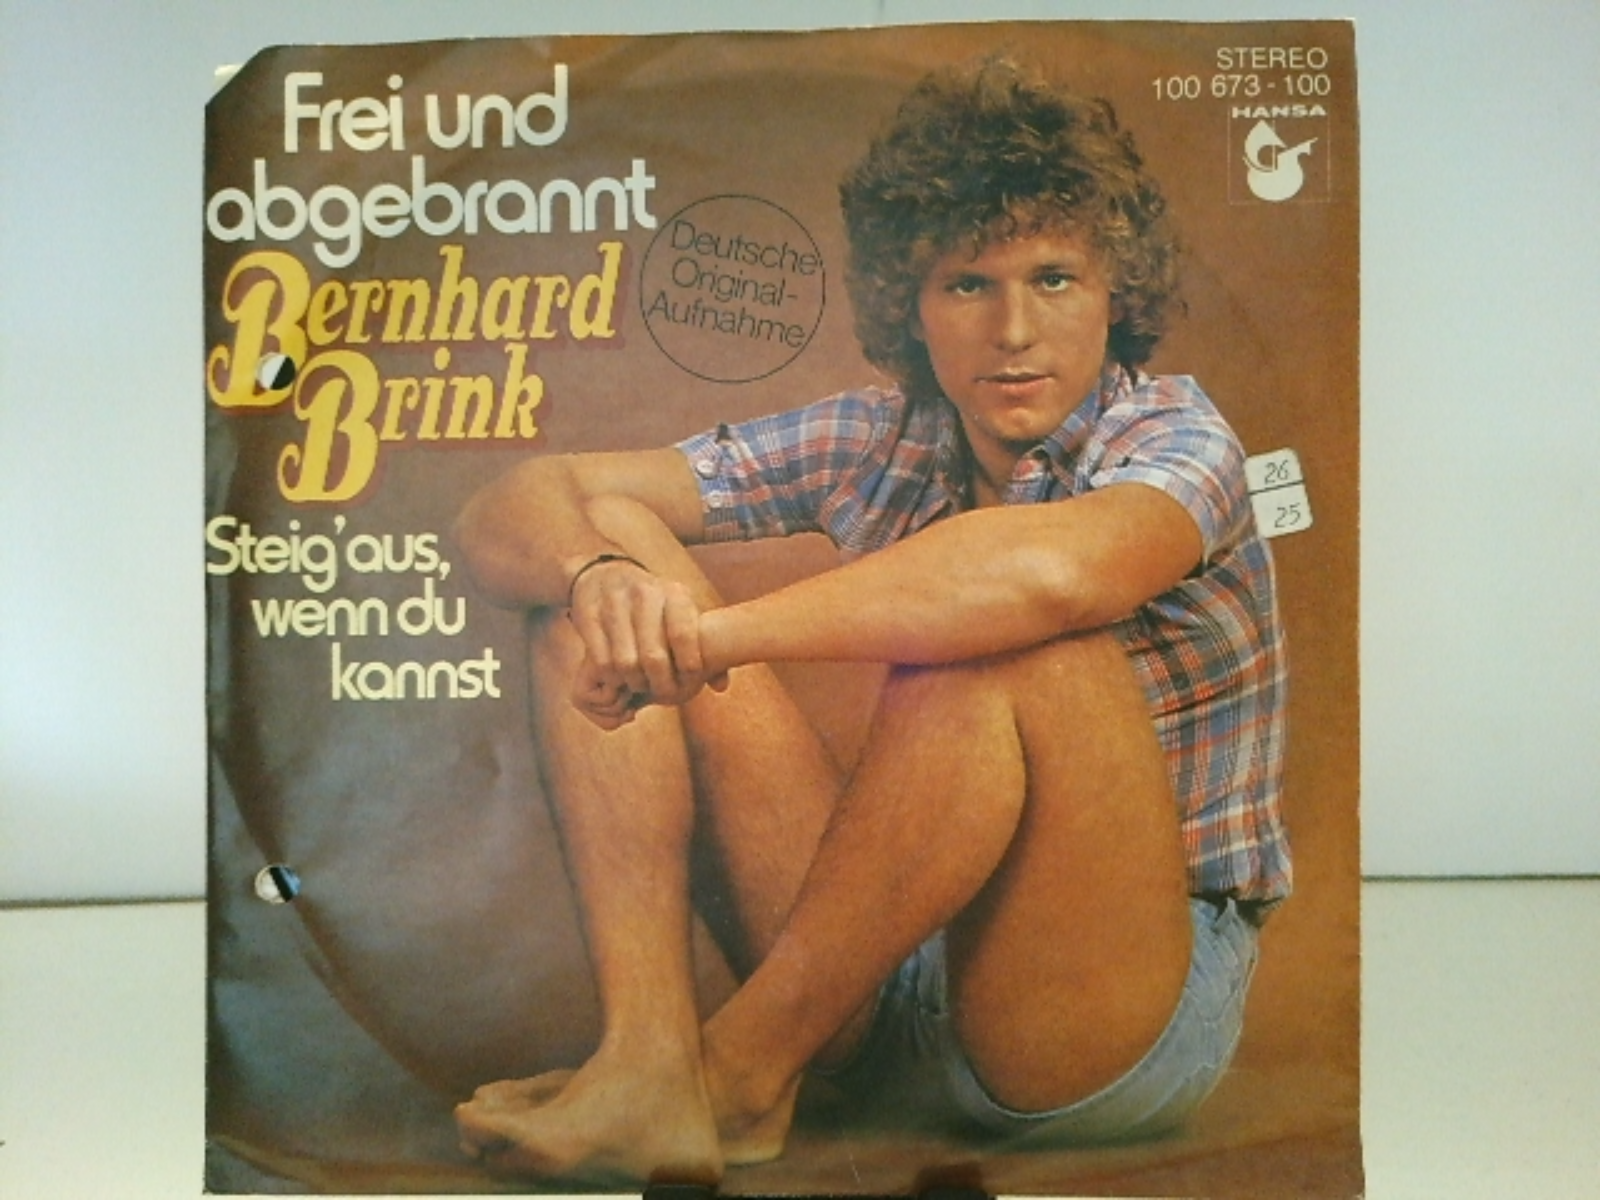 Frei und
abgebrannt
Bernhard
Brink
Steig'aus,
wenn du
kannst
Deutsche
Original-
Aufnahme
STEREO
100 673-100
HANSA
26
25